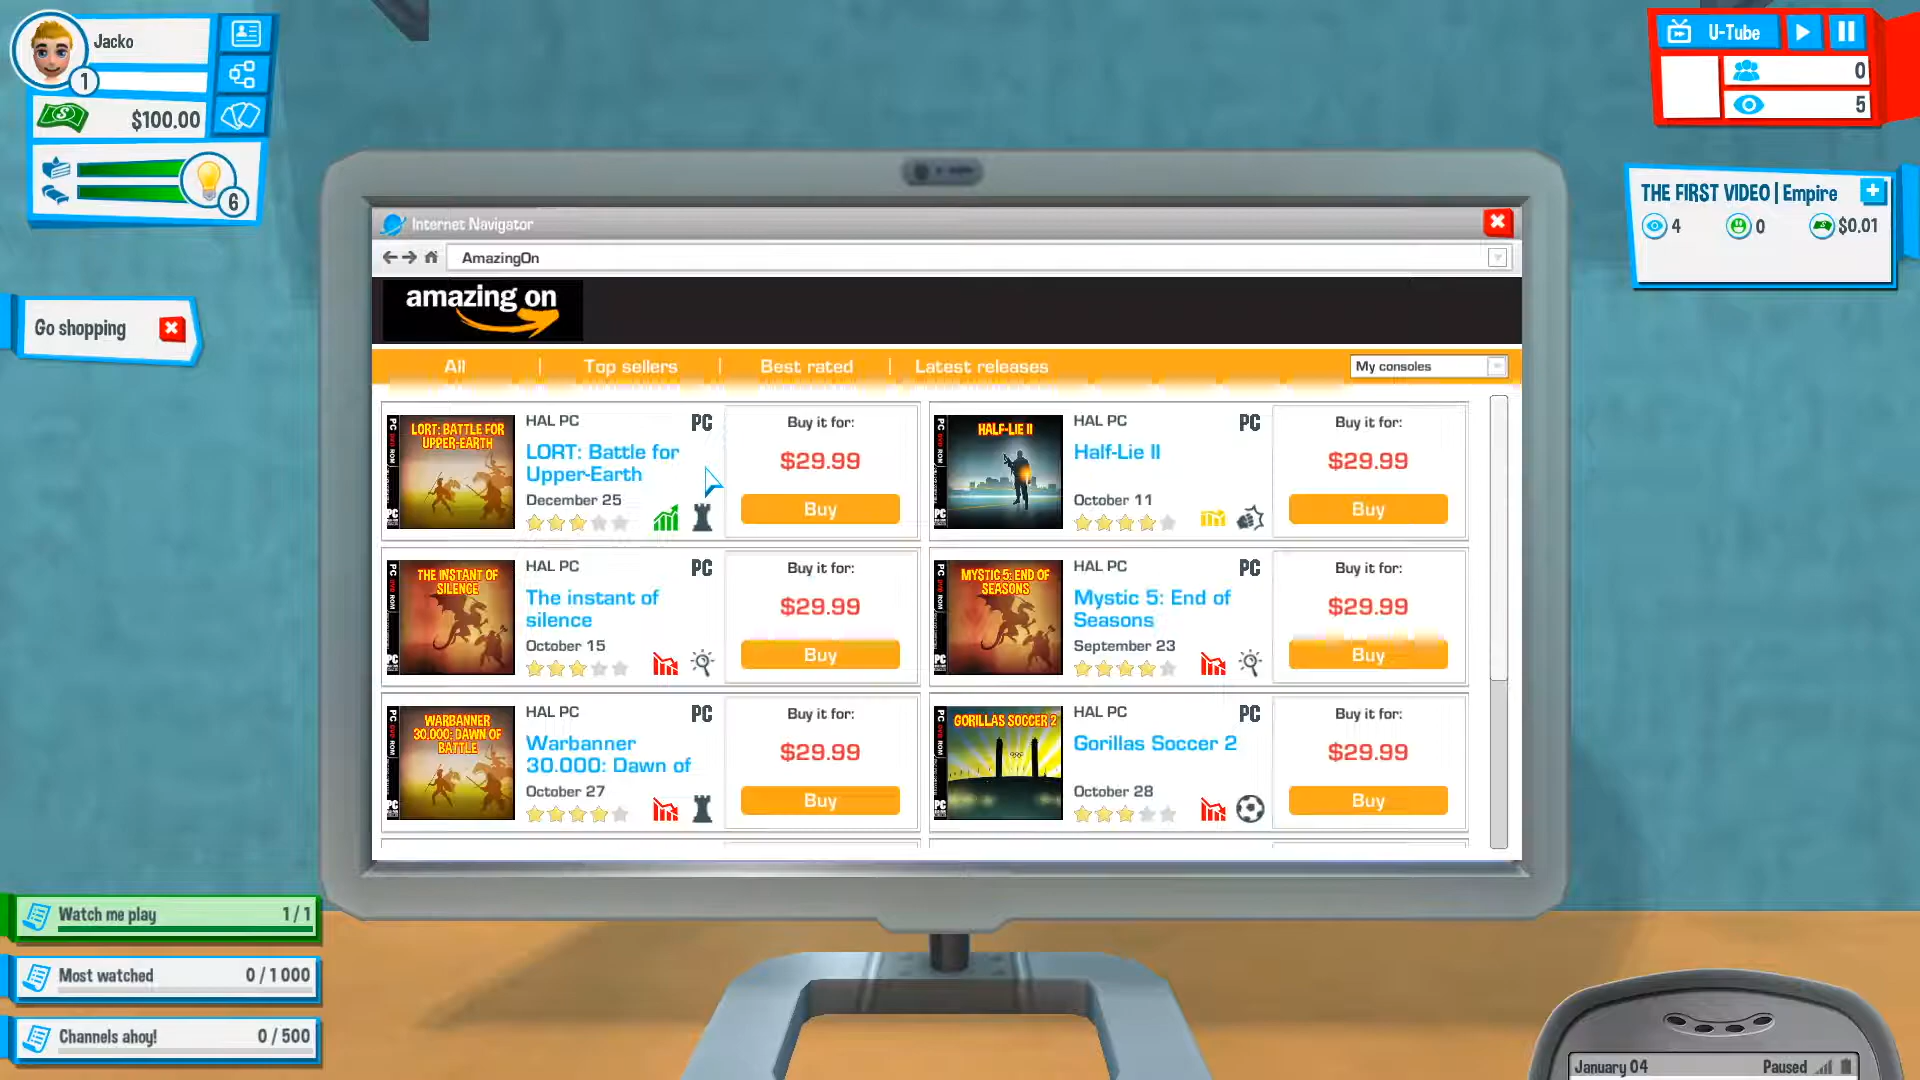 Jacko
1
$100.00
6
U-Tube
0
5
THE FIRST VIDEO | Empire
4
0
$0.01
Go shopping
Internet Navigator
AmazingOn
amazing on
All
Top sellers
Best rated
Latest releases
My consoles
LORT: BATTLE FOR
UPPER-EARTH
HAL PC
PC
LORT: Battle for
Upper-Earth
December 25
Buy it for:
$29.99
Buy
HALF-LIE II
HAL PC
PC
Half-Lie II
October 11
Buy it for:
$29.99
Buy
THE INSTANT OF
SILENCE
HAL PC
PC
The instant of
silence
October 15
Buy it for:
$29.99
Buy
MYSTIC 5: END OF
SEASONS
HAL PC
PC
Mystic 5: End of
Seasons
September 23
Buy it for:
$29.99
Buy
WARBANNER
30.000: DAWN OF
BATTLE
HAL PC
PC
Warbanner
30.000: Dawn of
October 27
Buy it for:
$29.99
Buy
GORILLAS SOCCER 2
HAL PC
PC
Gorillas Soccer 2
October 28
Buy it for:
$29.99
Buy
Watch me play 1 / 1
Most watched 0 / 1 000
Channels ahoy! 0 / 500
January 04
Paused